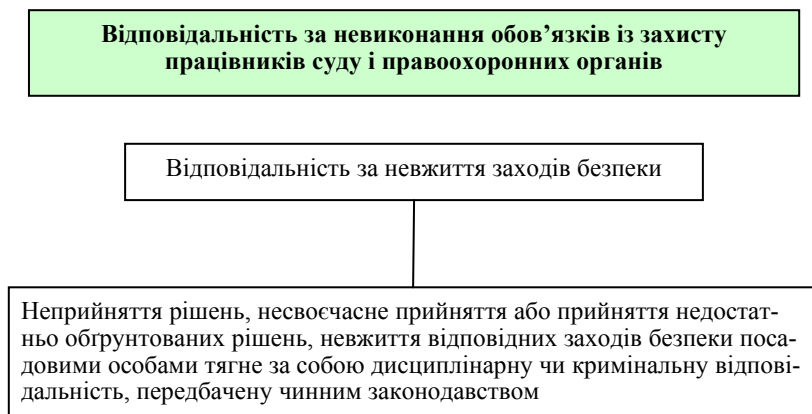 Відповідальність за невиконання обов’язків із захисту
працівників суду і правоохоронних органів
Відповідальність за невжиття заходів безпеки
Неприйняття рішень, несвоєчасне прийняття або прийняття недостат-
ньо обґрунтованих рішень, невжиття відповідних заходів безпеки поса-
довими особами тягне за собою дисциплінарну чи кримінальну відпові-
дальність, передбачену чинним законодавством